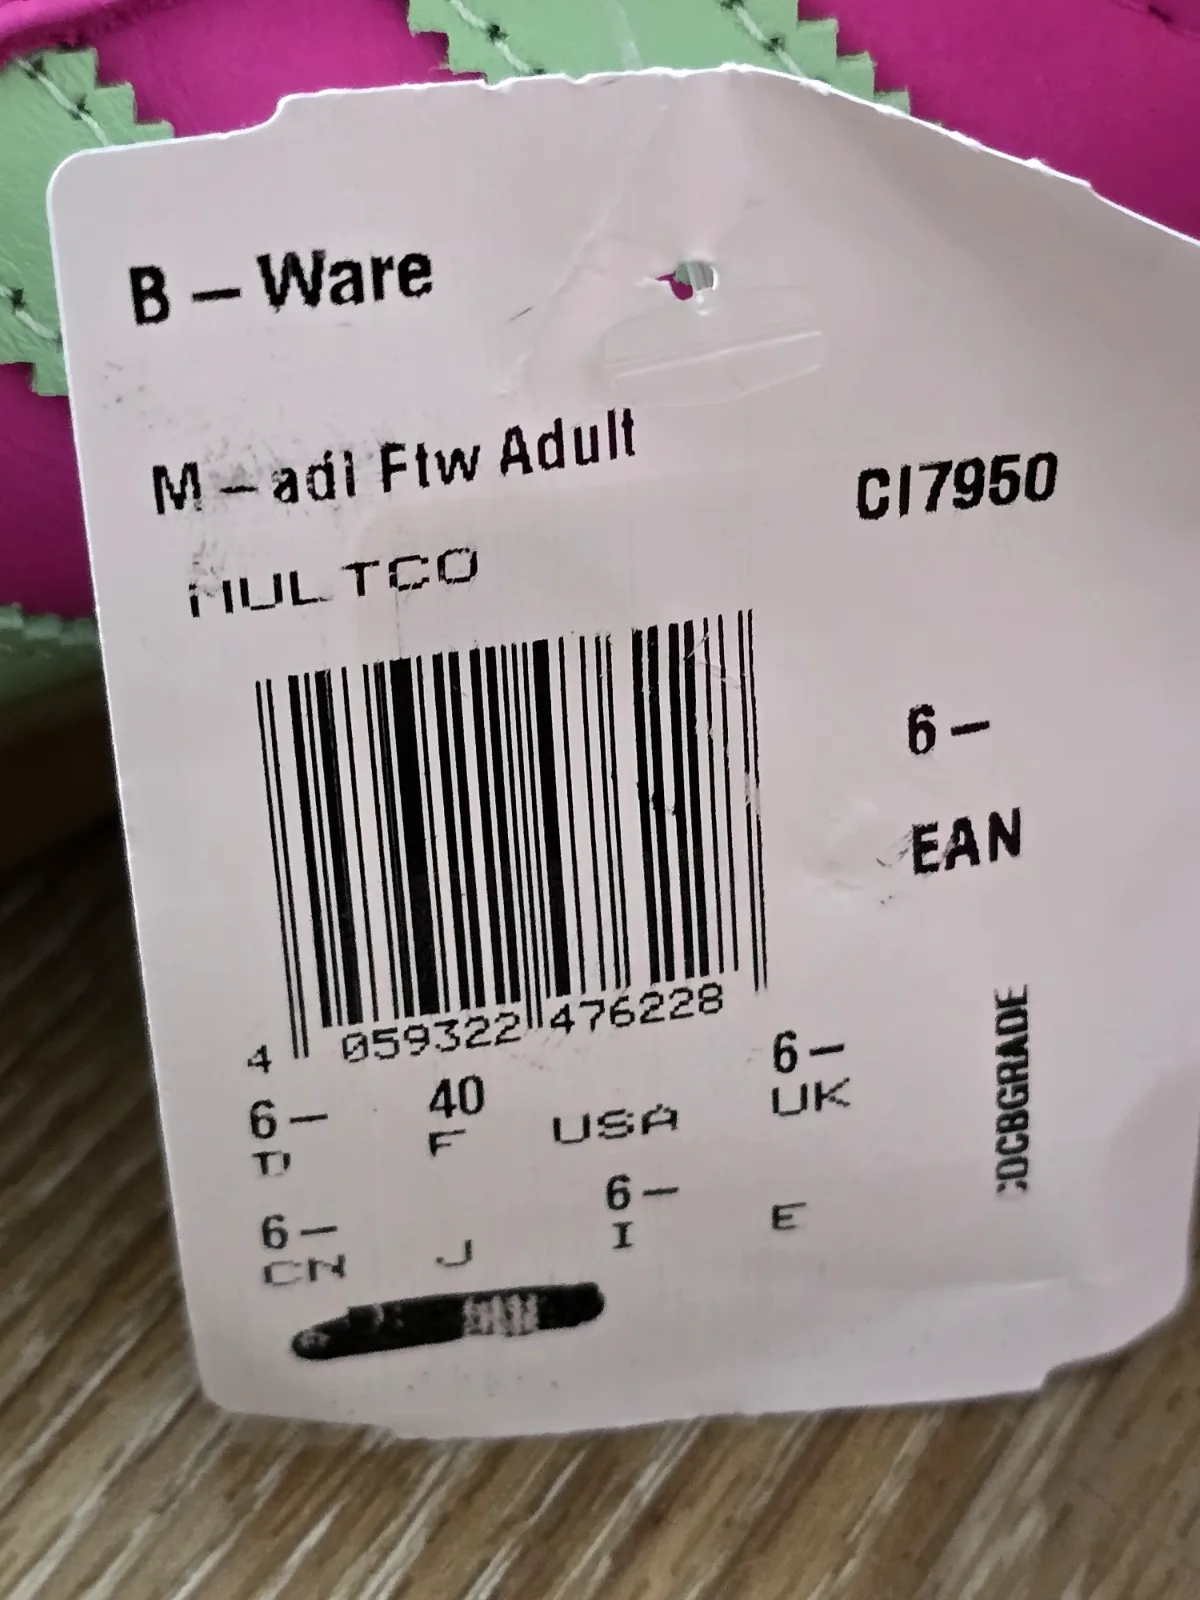 B – Ware
M – adi Ftw Adult
CI7950
MULTCO
6 –
EAN
4 059322 476228
6 – 40 6 –
D F USA UK
6 – 6 –
CN J I E
CDCBGRADE